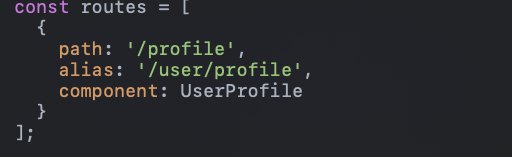 const routes = [
  {
    path: '/profile',
    alias: '/user/profile',
    component: UserProfile
  }
];